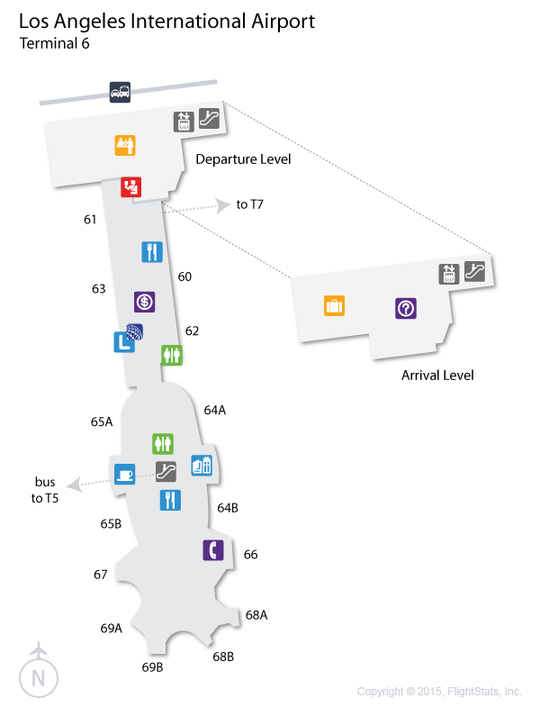 Los Angeles International Airport
Terminal 6
Departure Level
61
to T7
60
63
62
L
$
?
Arrival Level
65A
64A
bus
to T5
64B
65B
66
67
68A
69A
68B
69B
N
Copyright © 2015, FlightStats, Inc.